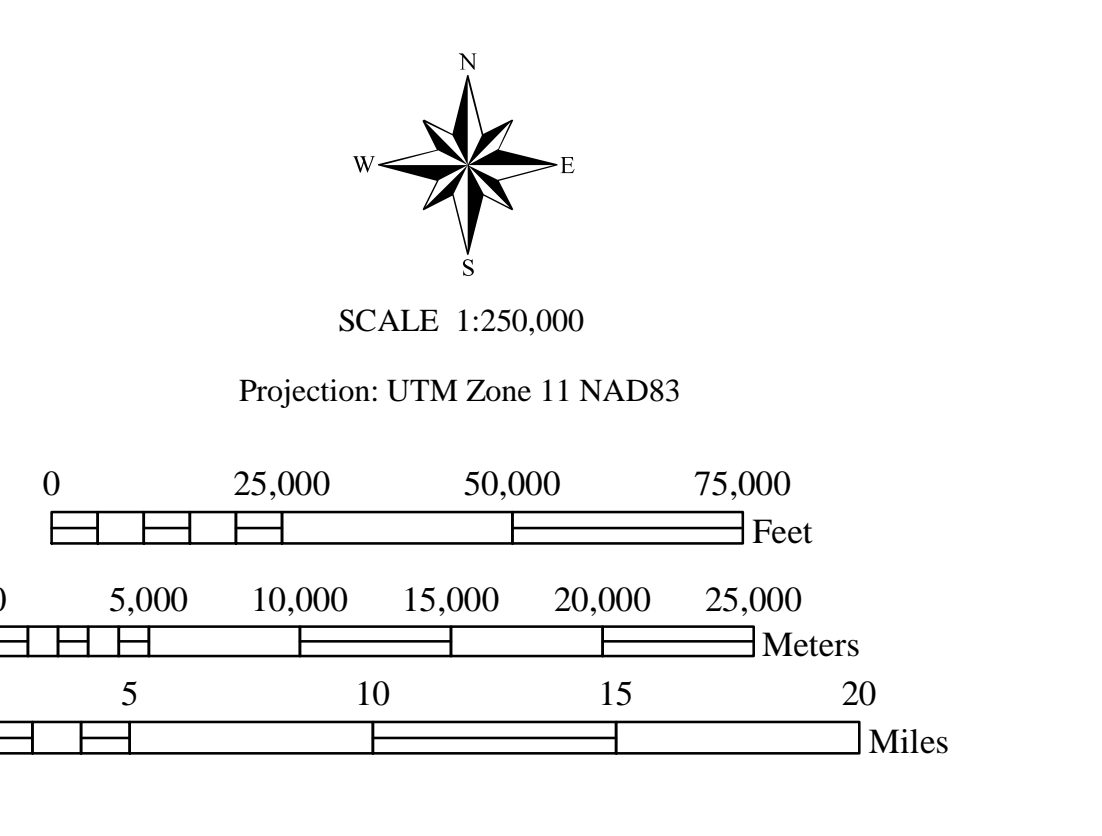 N
W E
S
SCALE 1:250,000
Projection: UTM Zone 11 NAD83
0 25,000 50,000 75,000
Feet
0 5,000 10,000 15,000 20,000 25,000
Meters
5 10 15 20
Miles